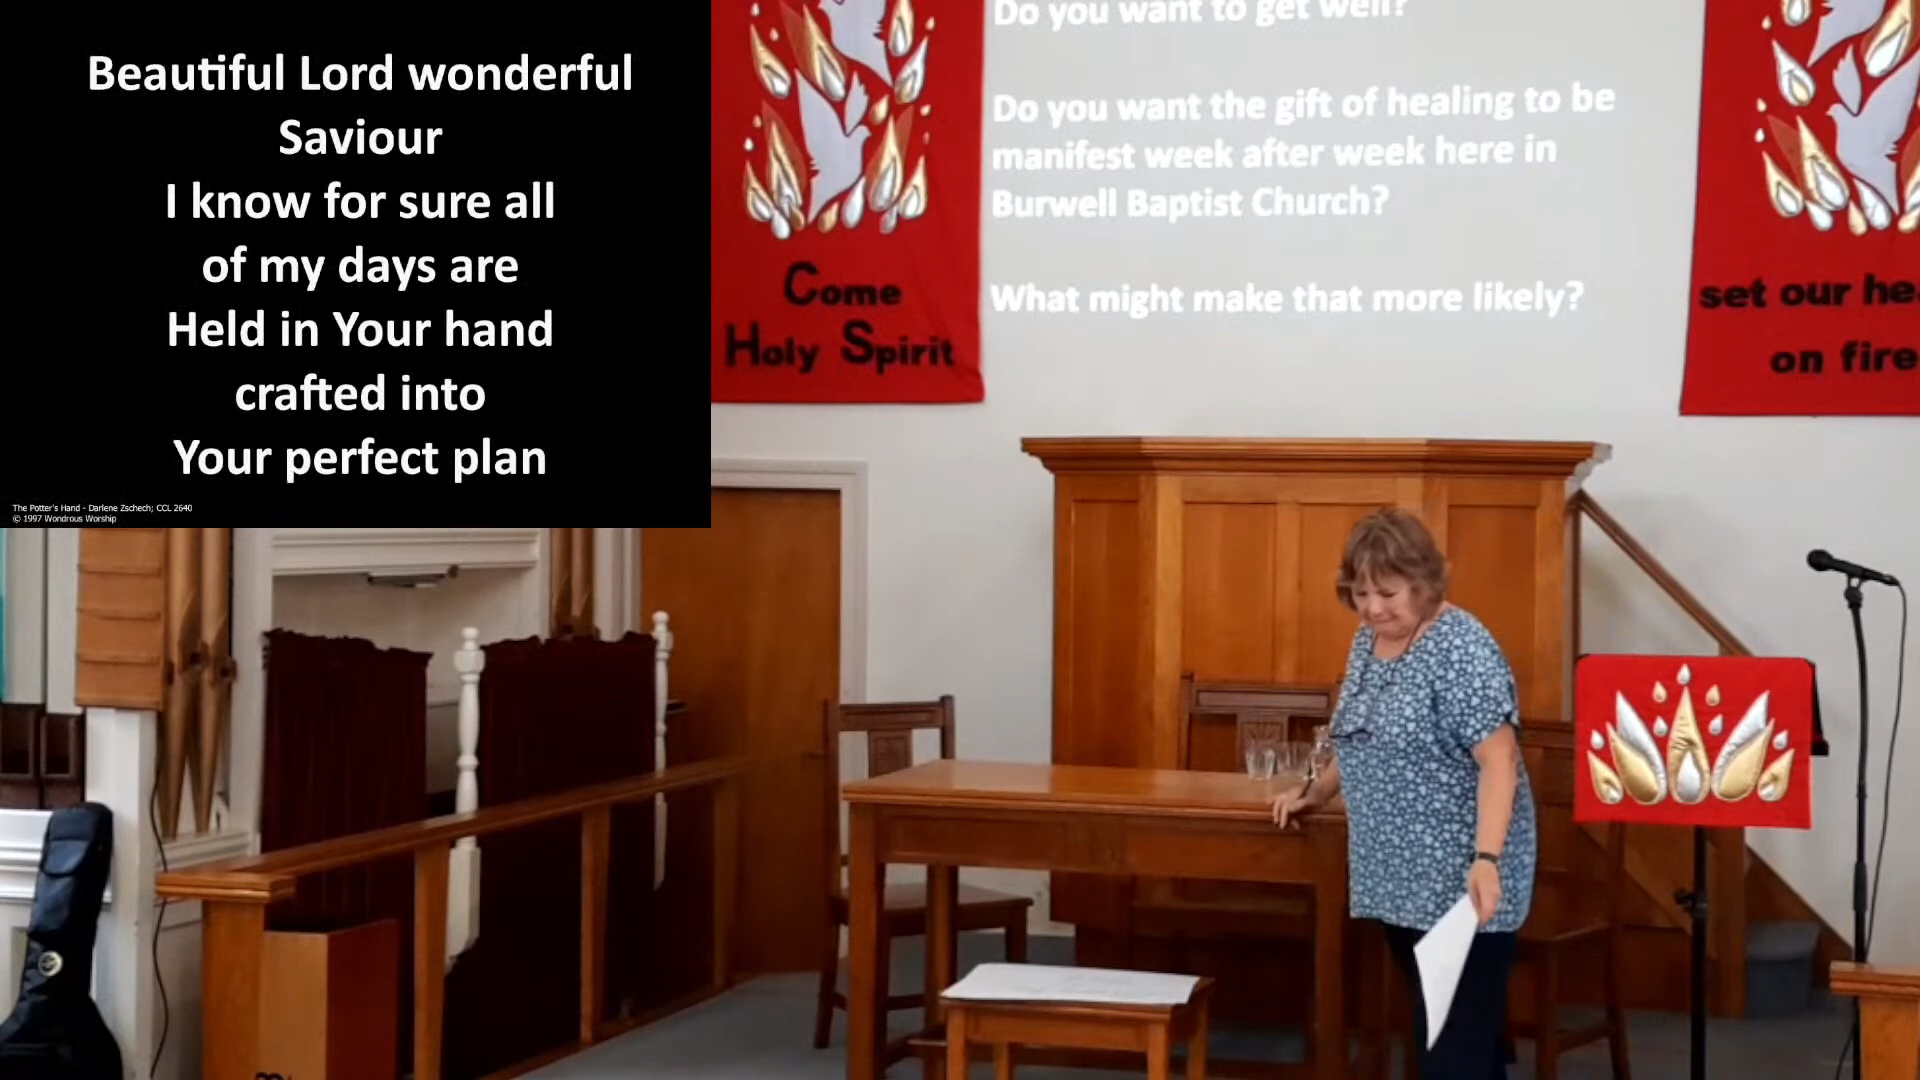 Beautiful Lord wonderful
Saviour
I know for sure all
of my days are
Held in Your hand
crafted into
Your perfect plan
The Potter's Hand - Darlene Zschech; CCL 2640
© 1997 Wondrous Worship
Come
Holy Spirit
Do you want to get well?
Do you want the gift of healing to be
manifest week after week here in
Burwell Baptist Church?
What might make that more likely?
set our
on fire